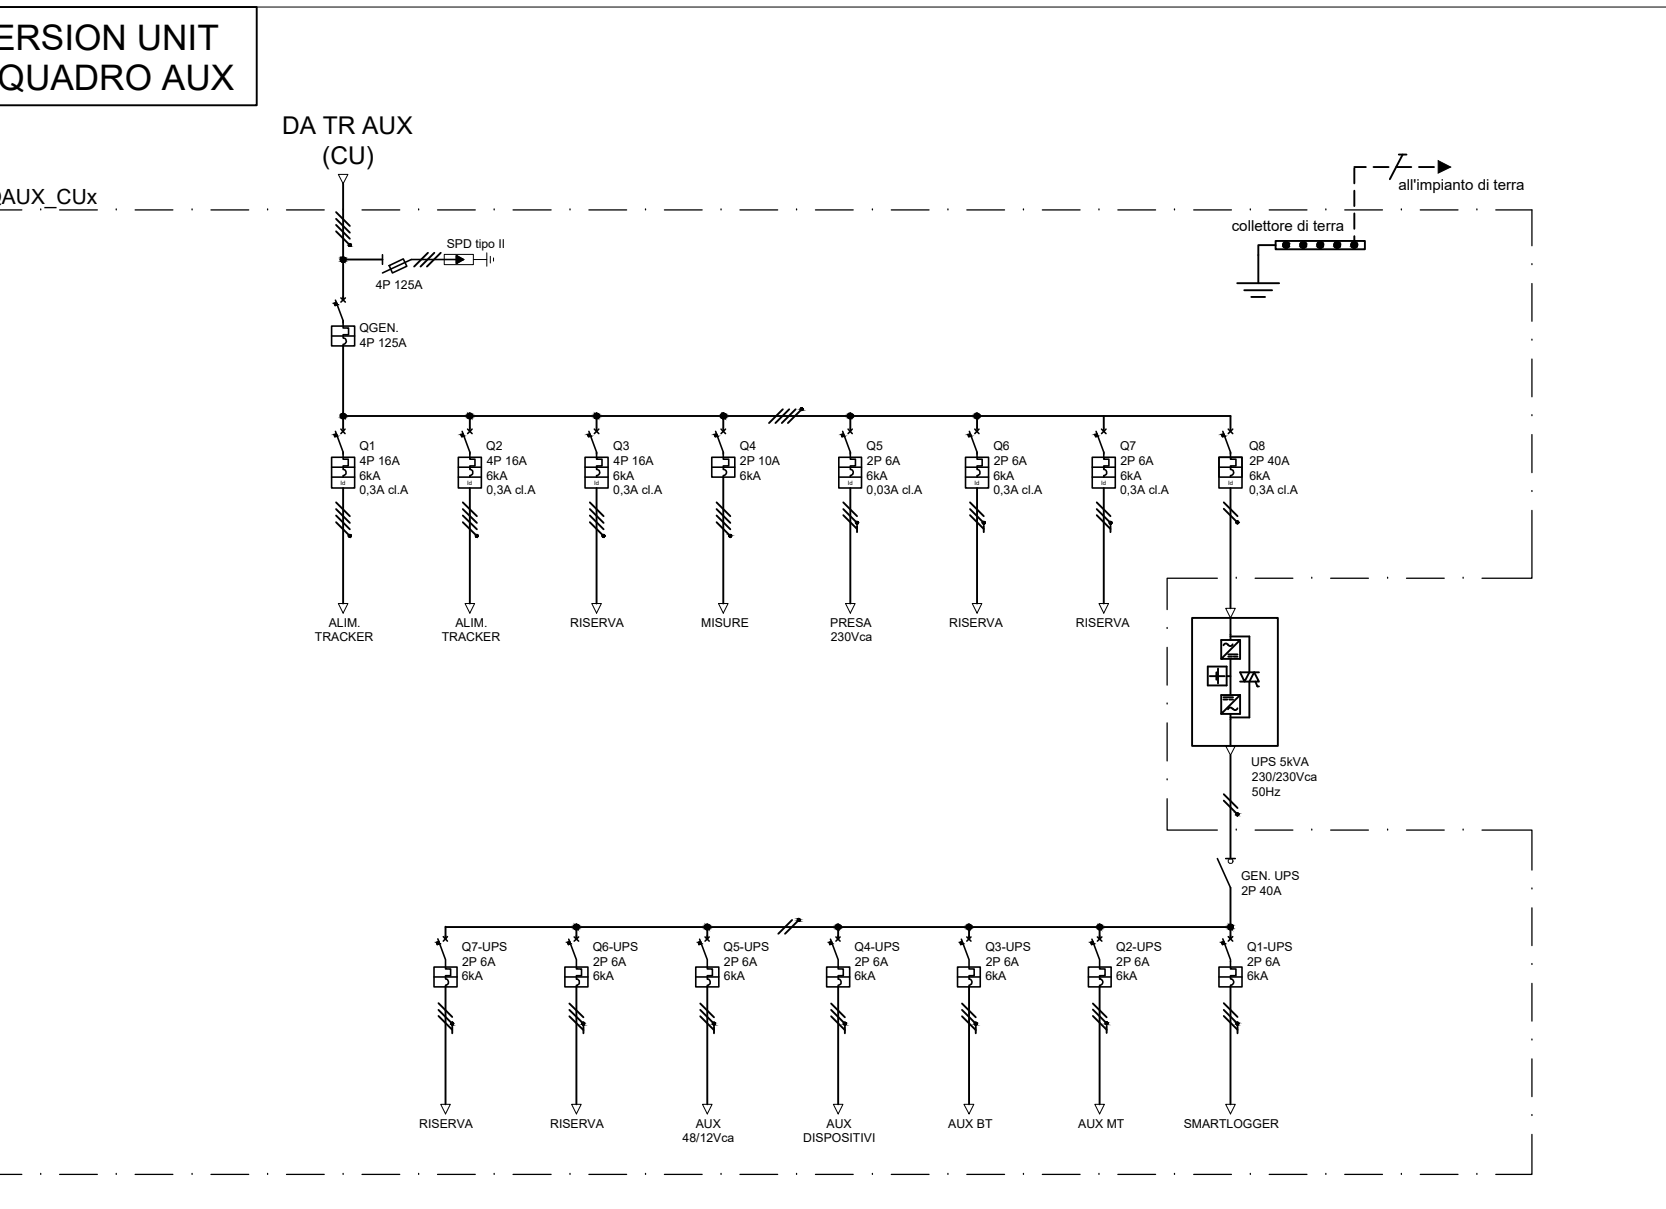 ERSION UNIT
QUADRO AUX
DA TR AUX
(CU)
QAUX_CUx
all'impianto di terra
collettore di terra
SPD tipo II
4P 125A
QGEN.
4P 125A
Q1
4P 16A
6kA
0,3A cl.A
Id
ALIM.
TRACKER
Q2
4P 16A
6kA
0,3A cl.A
Id
ALIM.
TRACKER
Q3
4P 16A
6kA
0,3A cl.A
Id
RISERVA
Q4
2P 10A
6kA
MISURE
Q5
2P 6A
6kA
0,03A cl.A
Id
PRESA
230Vca
Q6
2P 6A
6kA
0,3A cl.A
Id
RISERVA
Q7
2P 6A
6kA
0,3A cl.A
Id
RISERVA
Q8
2P 40A
6kA
0,3A cl.A
Id
UPS 5kVA
230/230Vca
50Hz
GEN. UPS
2P 40A
Q7-UPS
2P 6A
6kA
RISERVA
Q6-UPS
2P 6A
6kA
RISERVA
Q5-UPS
2P 6A
6kA
AUX
48/12Vca
Q4-UPS
2P 6A
6kA
AUX
DISPOSITIVI
Q3-UPS
2P 6A
6kA
AUX BT
Q2-UPS
2P 6A
6kA
AUX MT
Q1-UPS
2P 6A
6kA
SMARTLOGGER